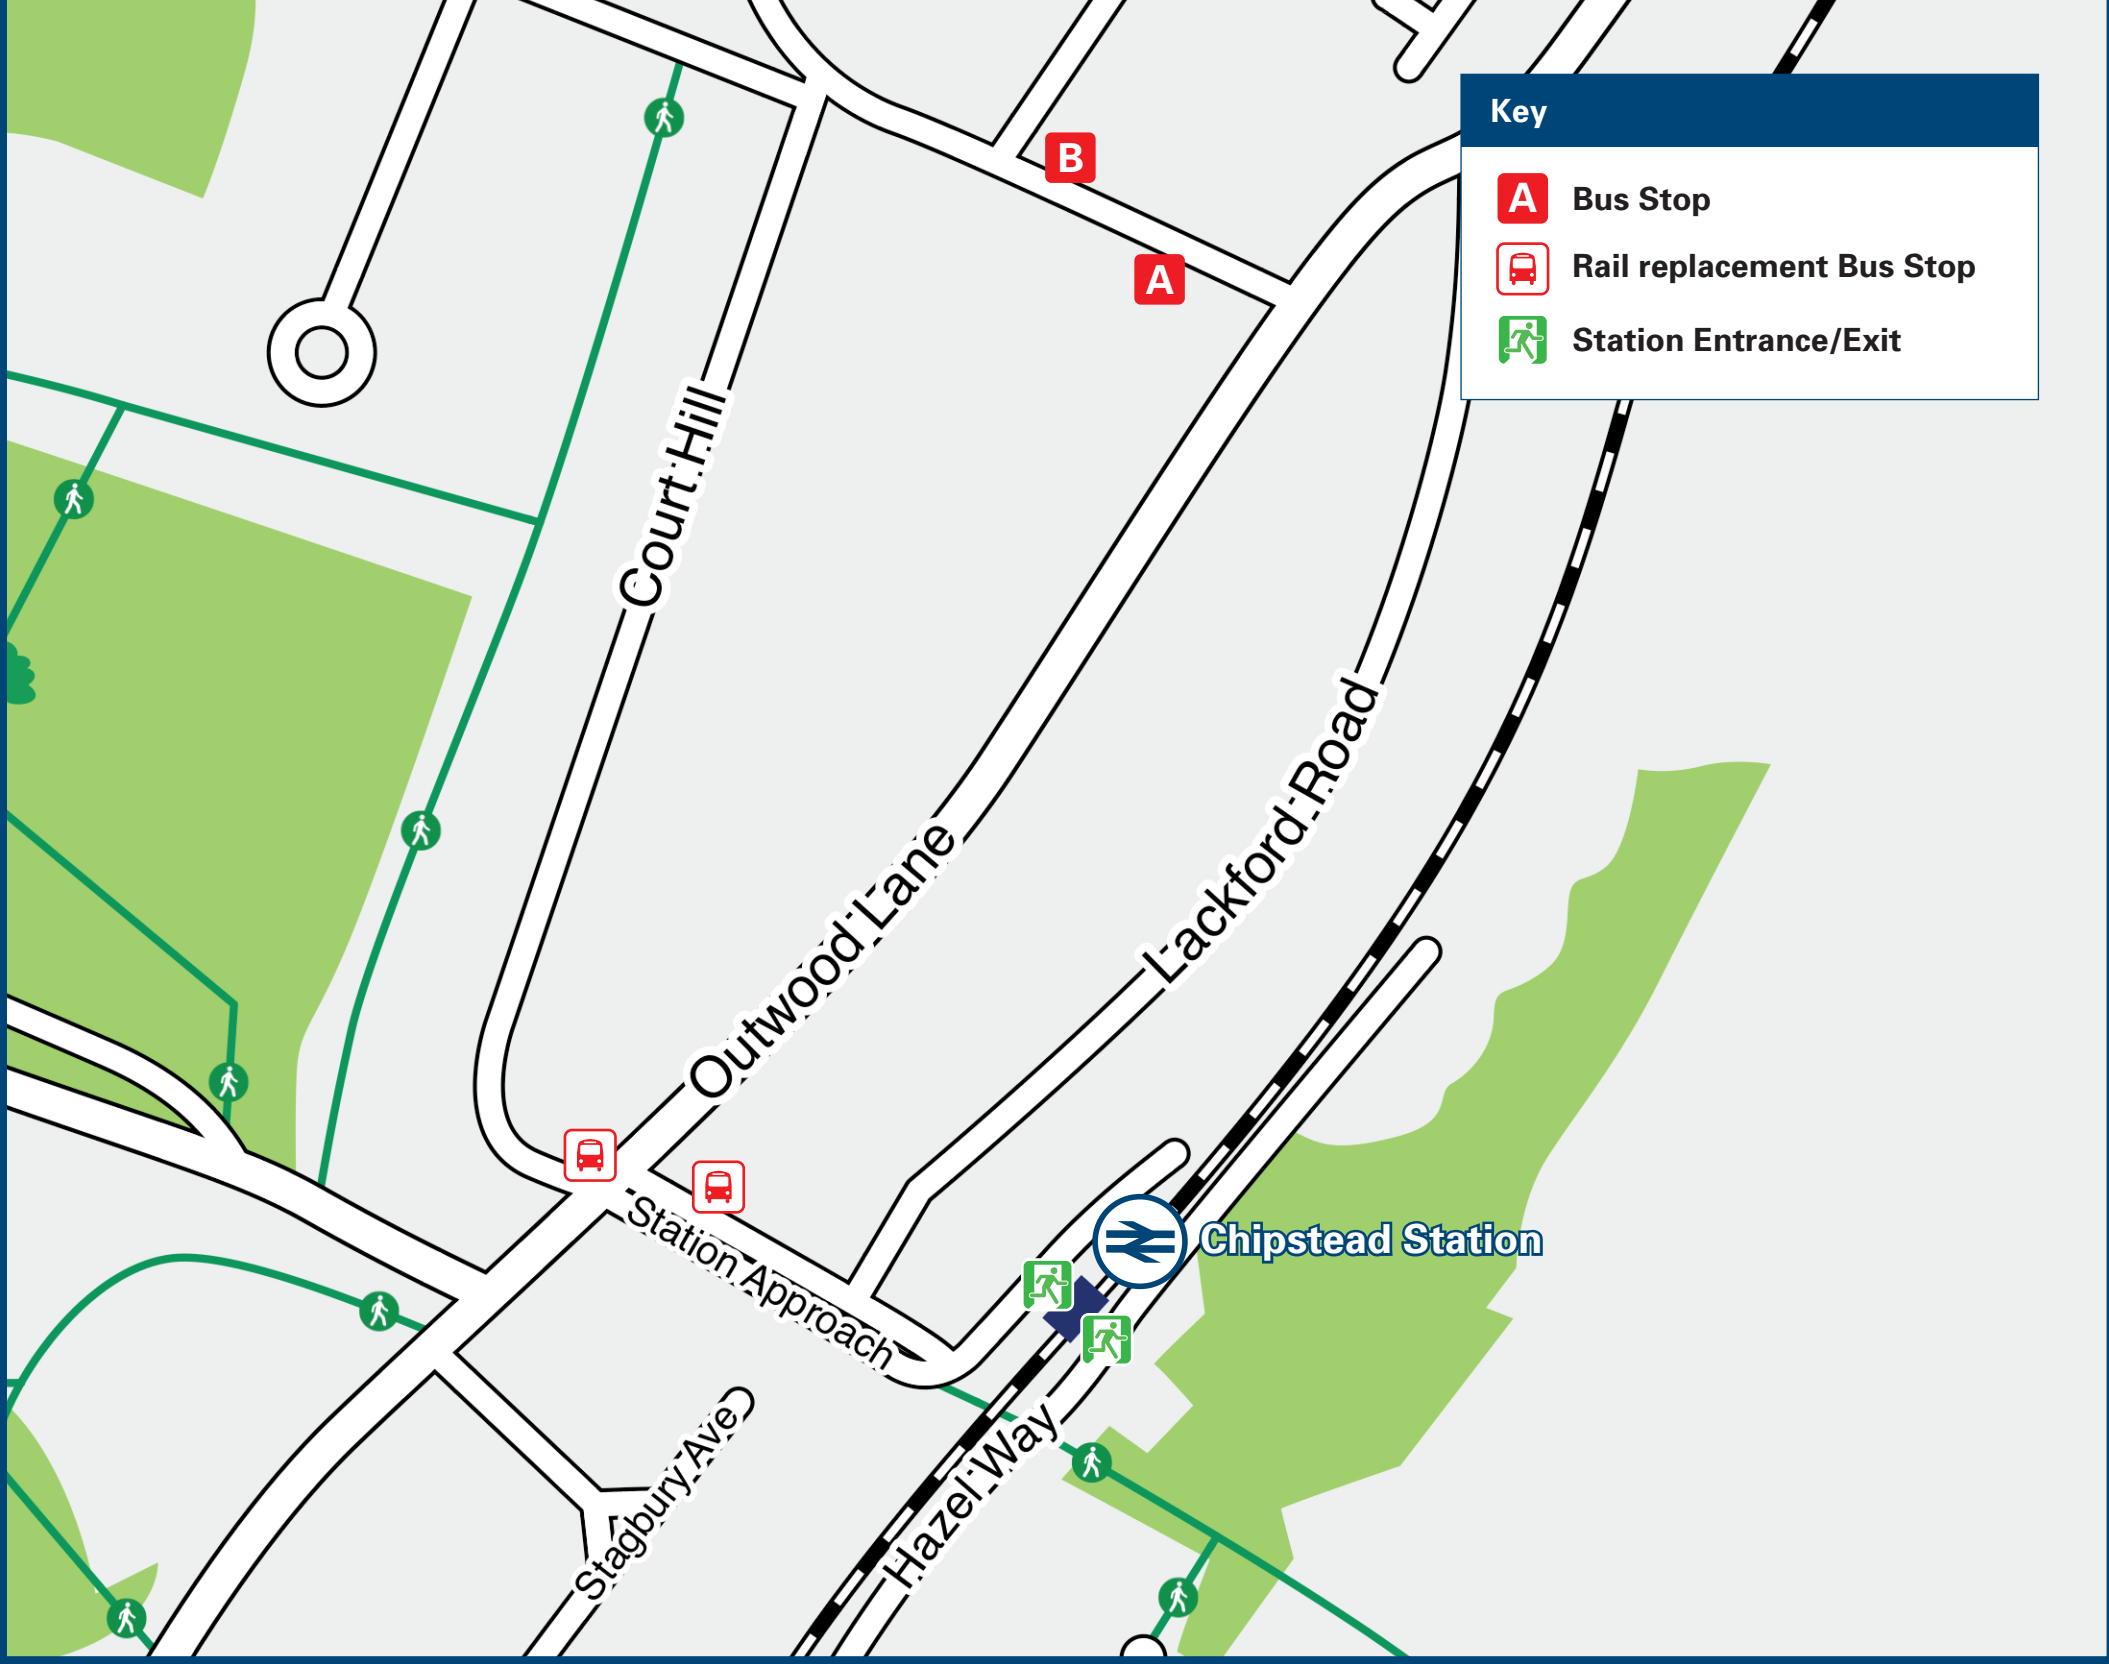 Key
A Bus Stop
Rail replacement Bus Stop
Station Entrance/Exit
B
A
Court Hill
Outwood Lane
Lackford Road
Station Approach
Chipstead Station
Stagbury Ave
Hazel Way